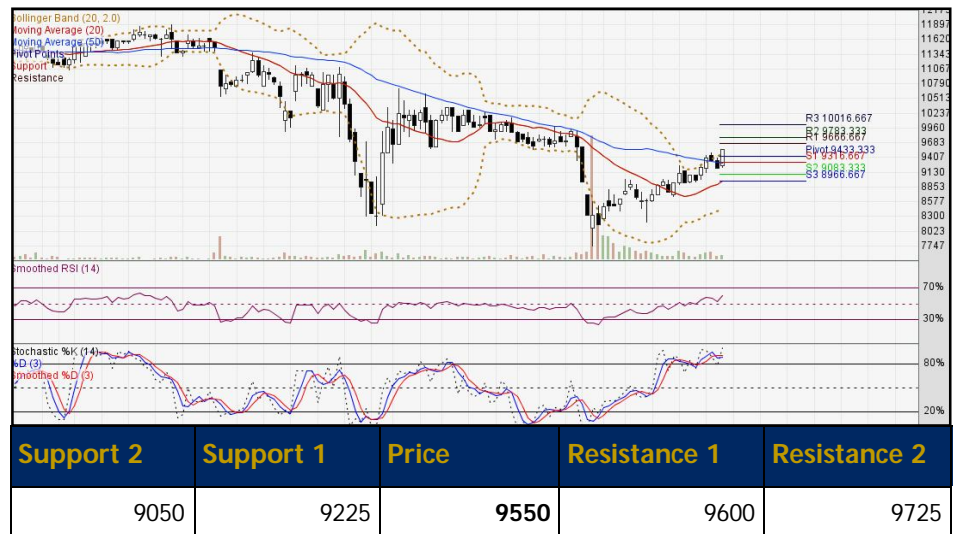 Bollinger Band (20, 2.0)
Moving Average (20)
Moving Average (50)
Pivot Points
Support
Resistance
11897
11620
11343
11067
10790
10513
10237
9960
9683
9407
9130
8853
8577
8300
8023
7747
R3 10016.667
R2 9783.333
R1 9666.667
Pivot 9433.333
S1 9316.667
S2 9083.333
S3 8966.667
Smoothed RSI (14)
70%
30%
Stochastic %K (14)
%D (3)
Smoothed %D (3)
80%
20%
Support 2 Support 1 Price Resistance 1 Resistance 2
9050 9225 9550 9600 9725